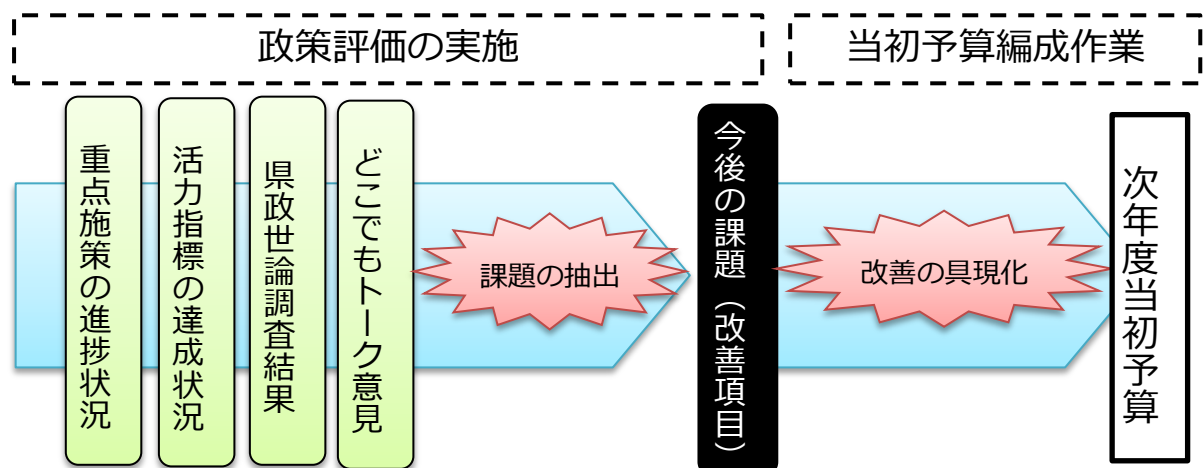 政策評価の実施
当初予算編成作業
重点施策の進捗状況
活力指標の達成状況
県政世論調査結果
どこでもトーク意見
課題の抽出
今後の課題（改善項目）
改善の具現化
次年度当初予算